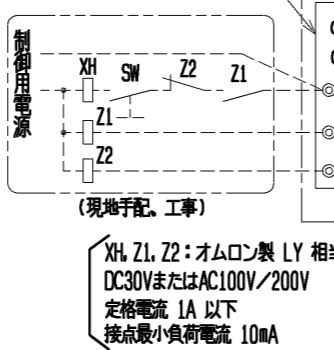 制御用電源
XH SW Z2 Z1
Z1
Z2
(現地手配、工事)
XH, Z1, Z2：オムロン製 LY 相当
DC30VまたはAC100V／200V
定格電流 1A 以下
接点最小負荷電流 10mA